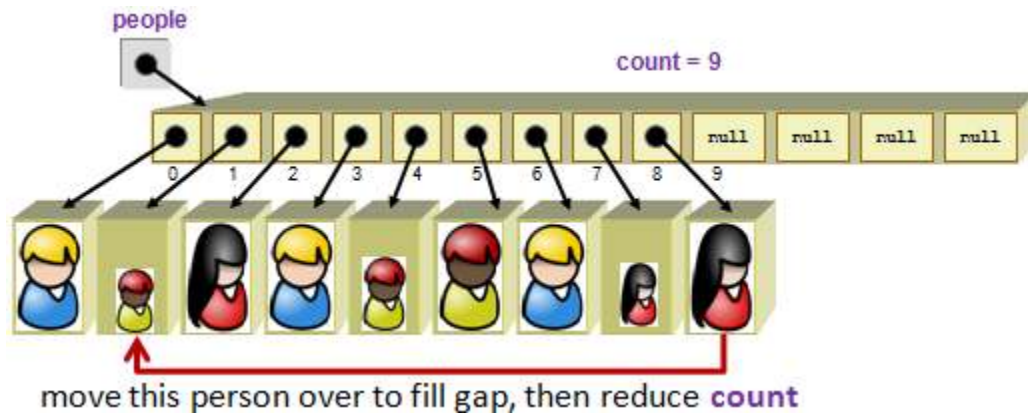 people
count = 9
null null null null
0 1 2 3 4 5 6 7 8 9
move this person over to fill gap, then reduce count